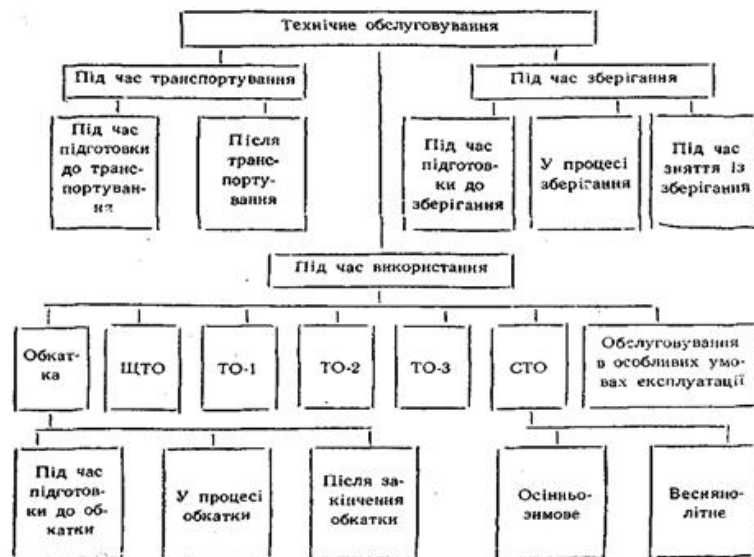 Технічне обслуговування
Під час транспортування
Під час зберігання
Під час
підготовки
до транс-
портуван-
ня
Після
транс-
порту-
вання
Під час
підготов-
ки до
зберігання
У процесі
зберігання
Під час
зняття із
зберігання
Під час використання
Обкат-
ка
ЩТО
ТО-1
ТО-2
ТО-3
СТО
Обслуговування
в особливих умо-
вах експлуатації
Під час
підготов-
ки до об-
катки
У процесі
обкатки
Після за-
кінчення
обкатки
Осінньо-
зимове
Весняно-
літнє